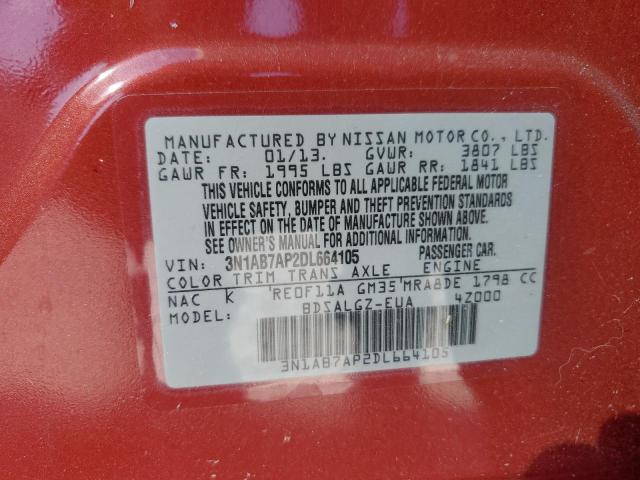 MANUFACTURED BY NISSAN MOTOR CO., LTD.
DATE: 01/13. GVWR: 3807 LBS
GAWR FR: 1995 LBS GAWR RR: 1841 LBS
THIS VEHICLE CONFORMS TO ALL APPLICABLE FEDERAL MOTOR
VEHICLE SAFETY, BUMPER AND THEFT PREVENTION STANDARDS
IN EFFECT ON THE DATE OF MANUFACTURE SHOWN ABOVE.
SEE OWNER'S MANUAL FOR ADDITIONAL INFORMATION.
VIN: 3N1AB7AP2DL664105 PASSENGER CAR.
COLOR TRIM TRANS AXLE ENGINE
NAC K RE0F11A GM35 MRA8DE 1798 CC
MODEL: BDSALGZ-EUA 4Z000
3N1AB7AP2DL664105